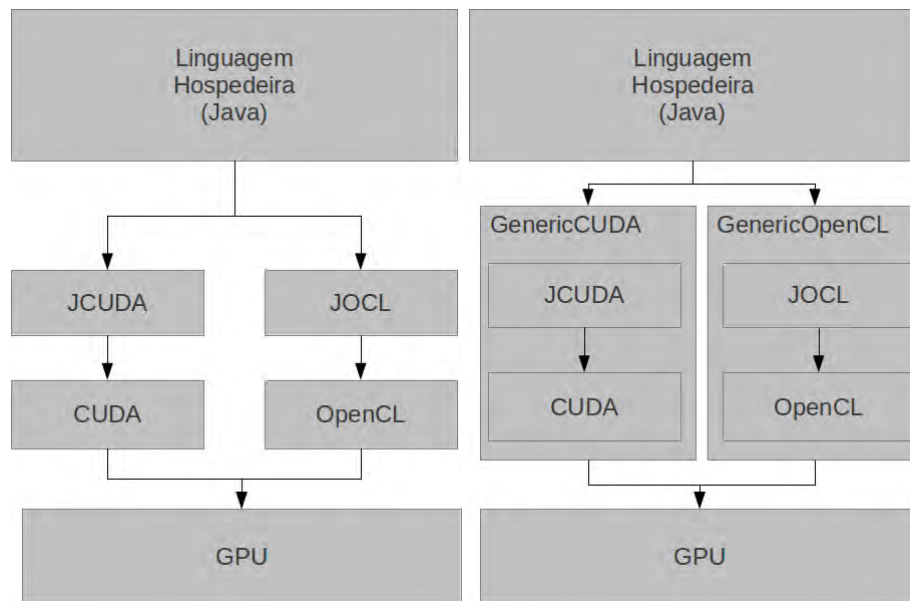 Linguagem
Hospedeira
(Java)
JCUDA
JOCL
CUDA
OpenCL
GPU
Linguagem
Hospedeira
(Java)
GenericCUDA
GenericOpenCL
JCUDA
JOCL
CUDA
OpenCL
GPU